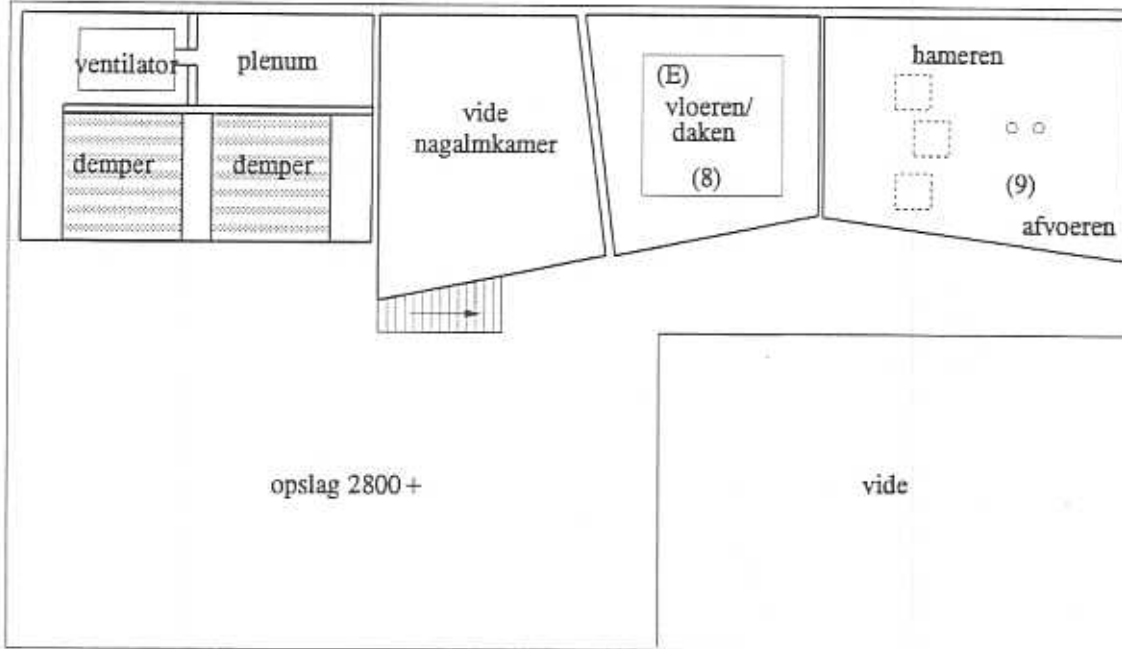 ventilator
plenum
demper
demper
vide
nagalmkamer
(E)
vloeren/
daken
(8)
hameren
(9)
afvoeren
opslag 2800 +
vide